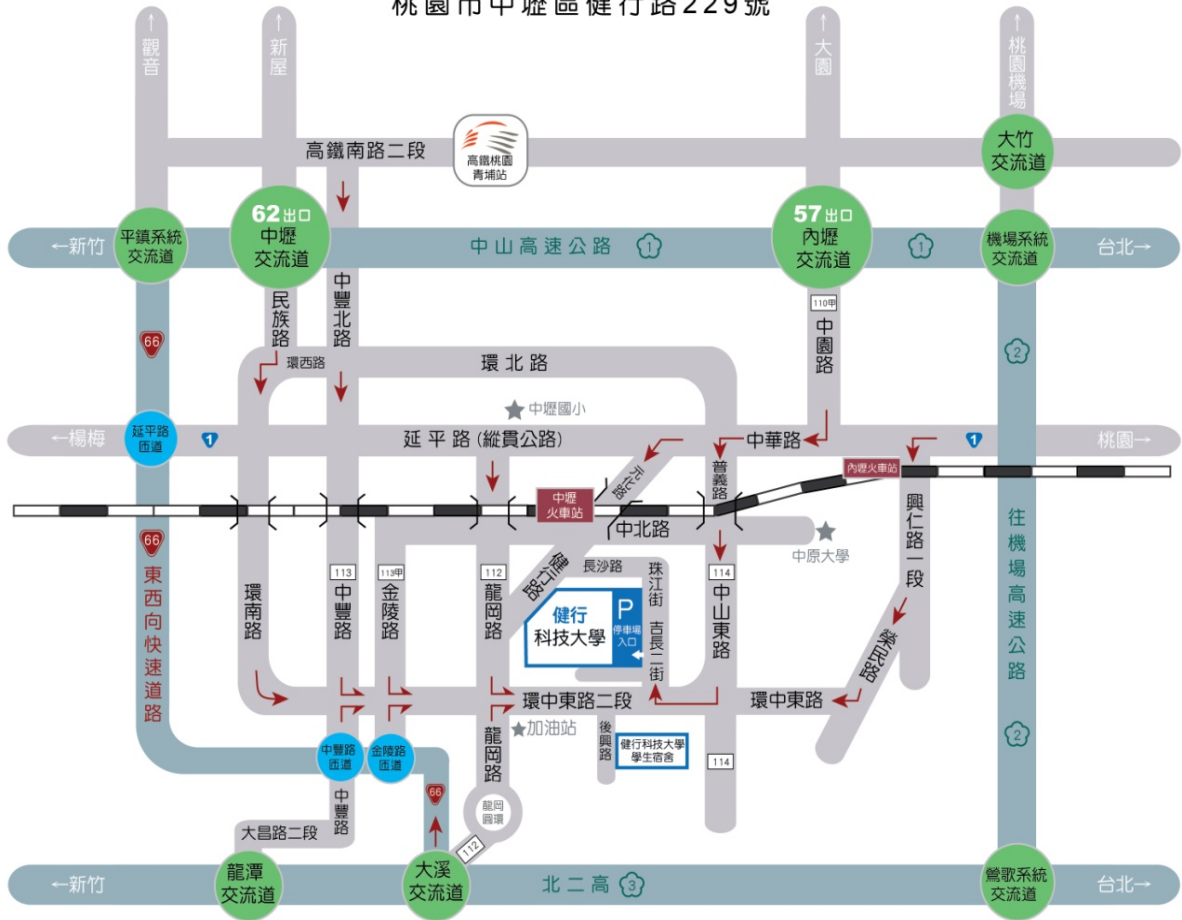 桃園市中壢區健行路229號
↑觀音
↑新屋
↑大園
↑桃園機場
高鐵南路二段
高鐵桃園
青埔站
大竹
交流道
←新竹
平鎮系統
交流道
62出口
中壢
交流道
中山高速公路
1
57出口
內壢
交流道
1
機場系統
交流道
台北→
民族路
中豐北路
110甲
中園路
66
2
環西路
環北路
中壢國小
←楊梅
延平路
匝道
1
延平路(縱貫公路)
中華路
1
桃園→
元化路
普義路
內壢火車站
中壢
火車站
中北路
中原大學
興仁路一段
往機場高速公路
66
東西向快速道路
環南路
113
中豐路
113甲
金陵路
112
龍岡路
健行路
長沙路
珠江街
吉長二街
114
中山東路
健行
科技大學
P
停車場
入口
榮民路
環中東路二段
環中東路
加油站
後興路
健行科技大學
學生宿舍
龍岡路
114
2
中豐路
匝道
金陵路
匝道
66
中豐路
龍岡
圓環
大昌路二段
112
←新竹
龍潭
交流道
大溪
交流道
北二高
3
鶯歌系統
交流道
台北→